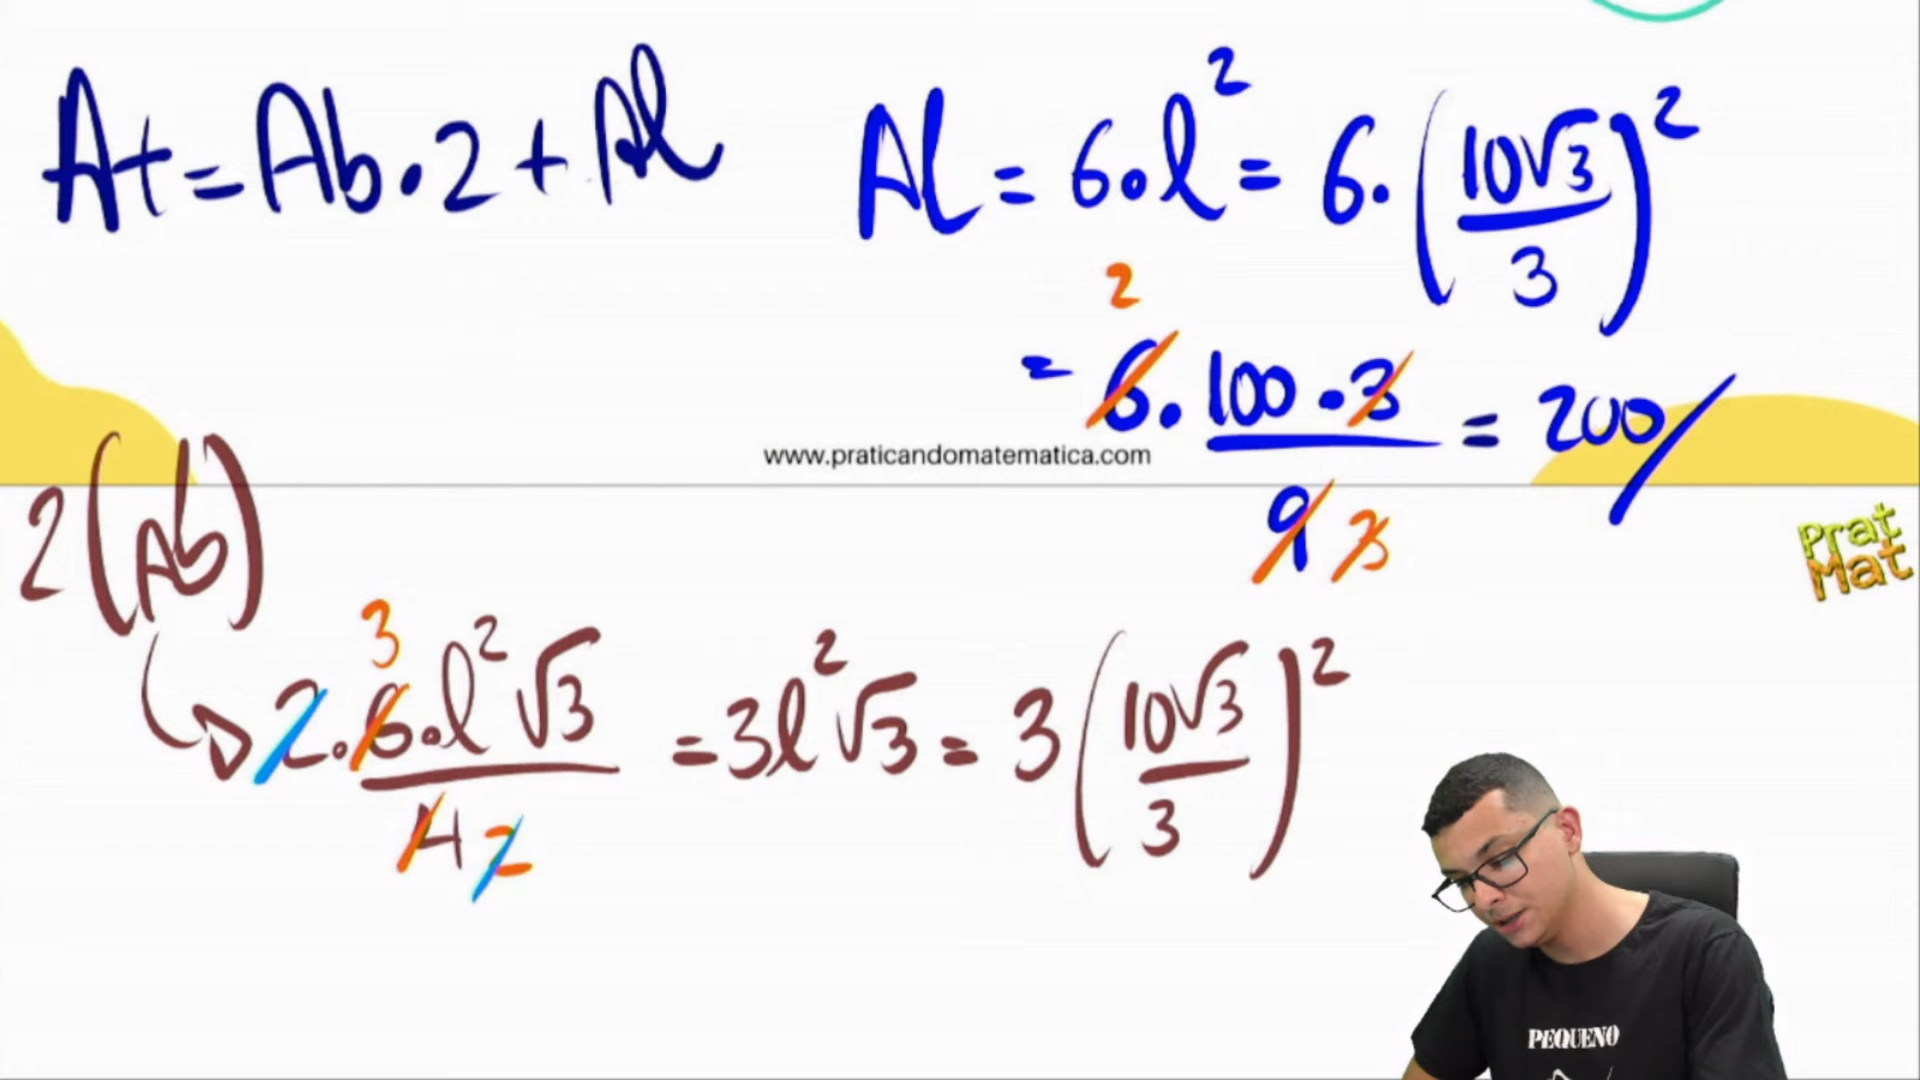 At = Ab · 2 + Al
Al = 6 · l² = 6 · (10√3/3)²
2
= 6 · 100 · 3 / 9 3 = 200
www.praticandomatematica.com
2(Ab)
3
2 · 6 · l²√3 / 4 2 = 3l²√3 = 3(10√3/3)²
Prat
Mat
PEQUENO